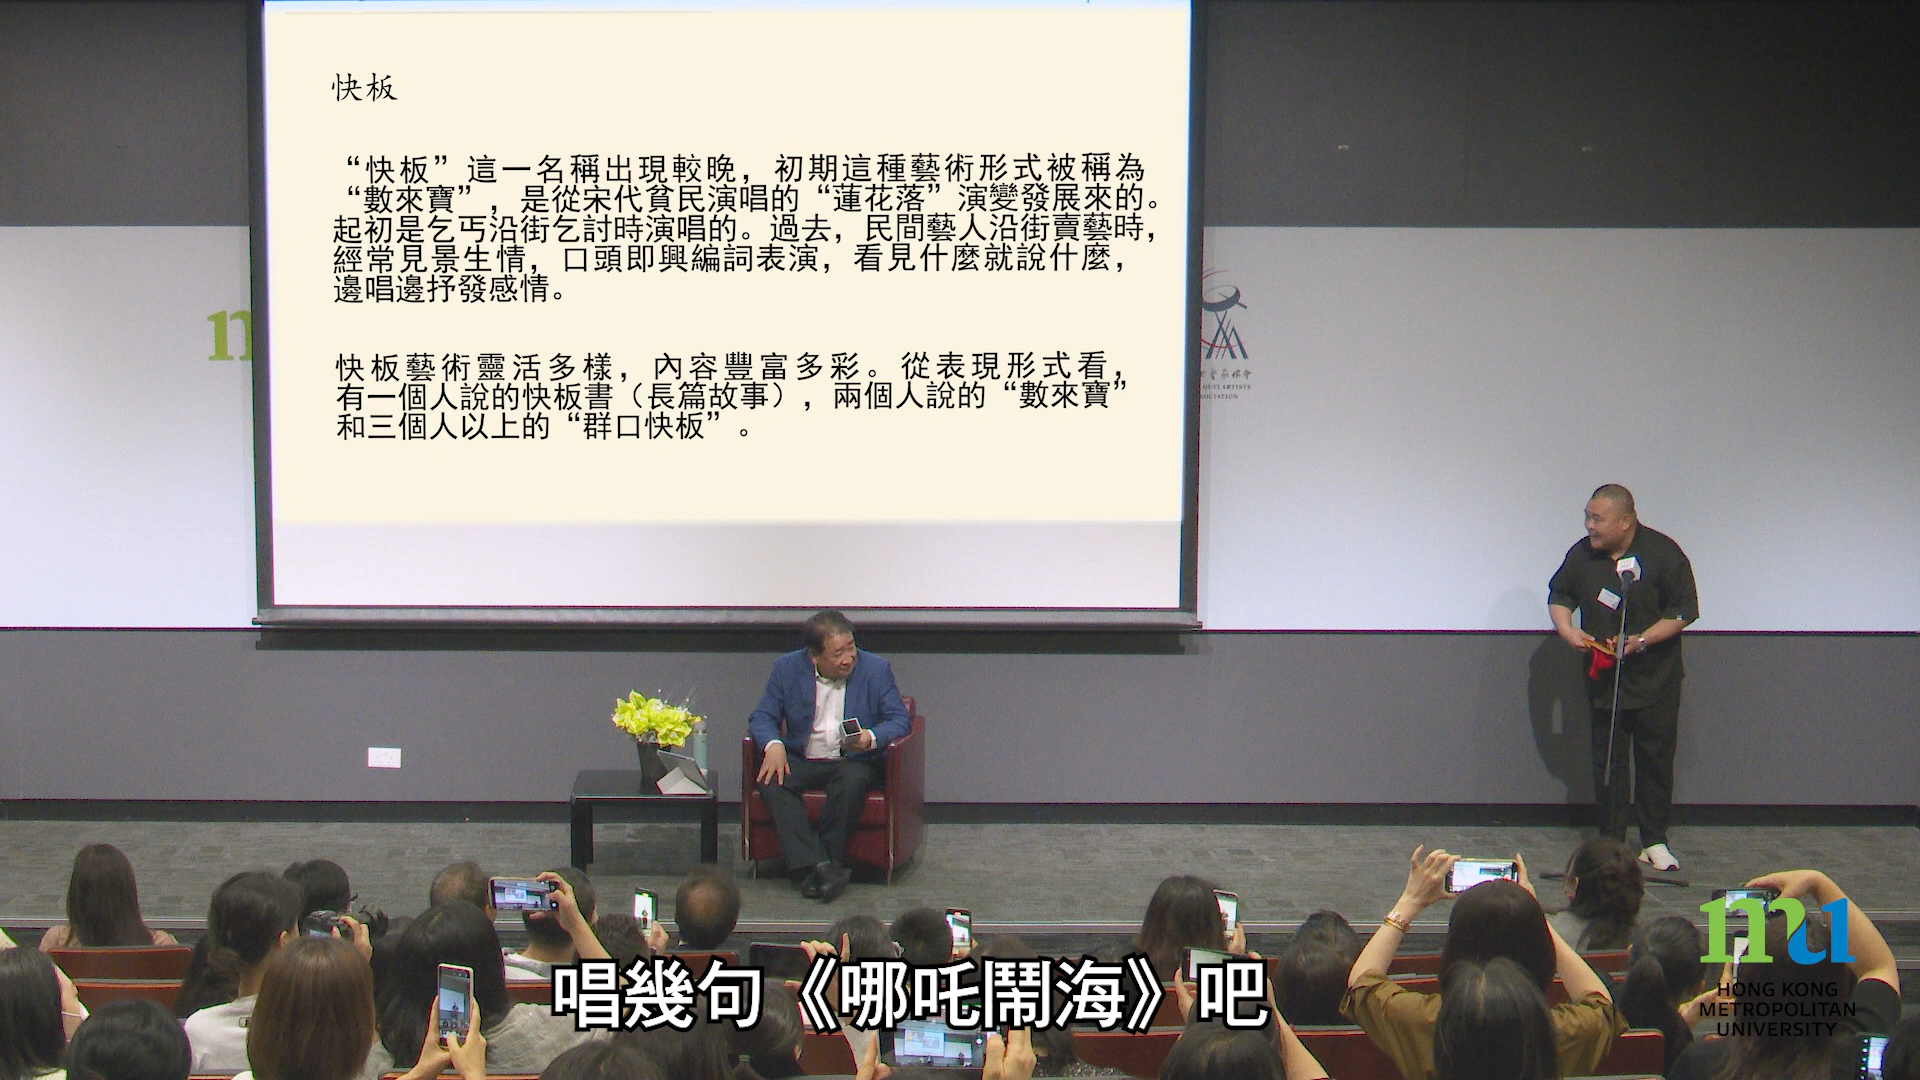 快板
“快板”這一名稱出現較晚，初期這種藝術形式被稱為
“數來寶”，是從宋代貧民演唱的“蓮花落”演變發展來的。
起初是乞丐沿街乞討時演唱的。過去，民間藝人沿街賣藝時，
經常見景生情，口頭即興編詞表演，看見什麼就說什麼，
邊唱邊抒發感情。
快板藝術靈活多樣，內容豐富多彩。從表現形式看，
有一個人說的快板書（長篇故事），兩個人說的“數來寶”
和三個人以上的“群口快板”。
QUYI ARTISTS
唱幾句《哪吒鬧海》吧
mu
HONG KONG
METROPOLITAN
UNIVERSITY